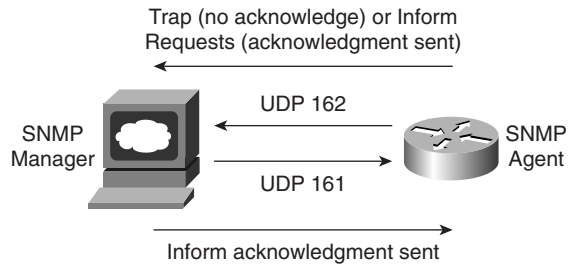 Trap (no acknowledge) or Inform
Requests (acknowledgment sent)
UDP 162
SNMP
Manager
SNMP
Agent
UDP 161
Inform acknowledgment sent